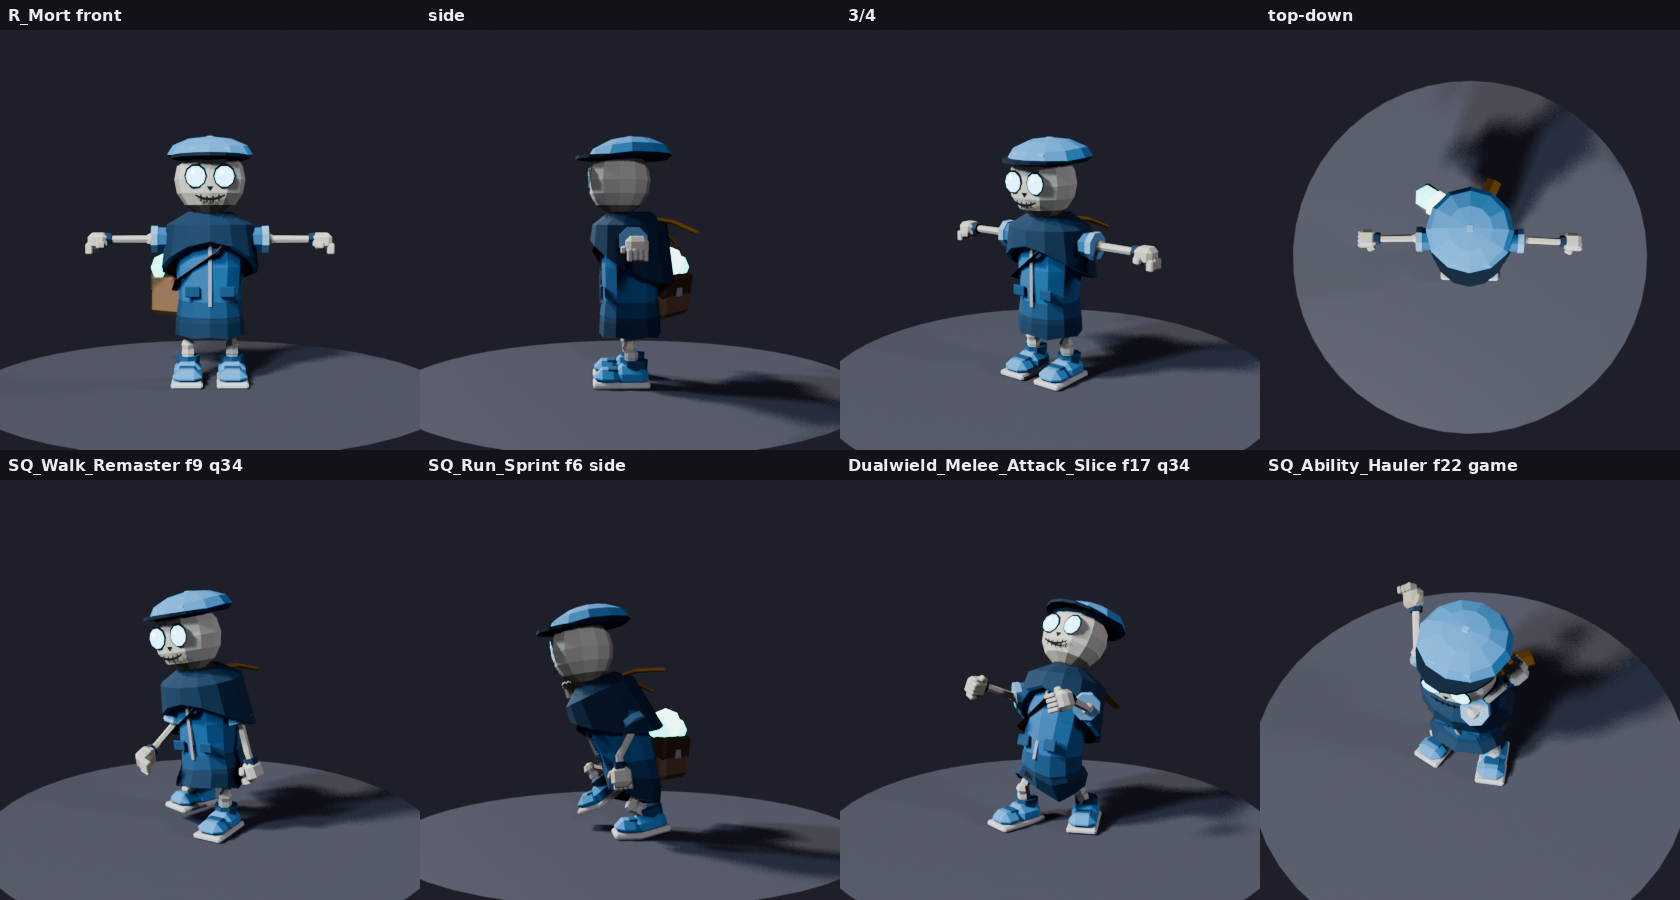 R_Mort front
side
3/4
top-down
SQ_Walk_Remaster f9 q34
SQ_Run_Sprint f6 side
Dualwield_Melee_Attack_Slice f17 q34
SQ_Ability_Hauler f22 game